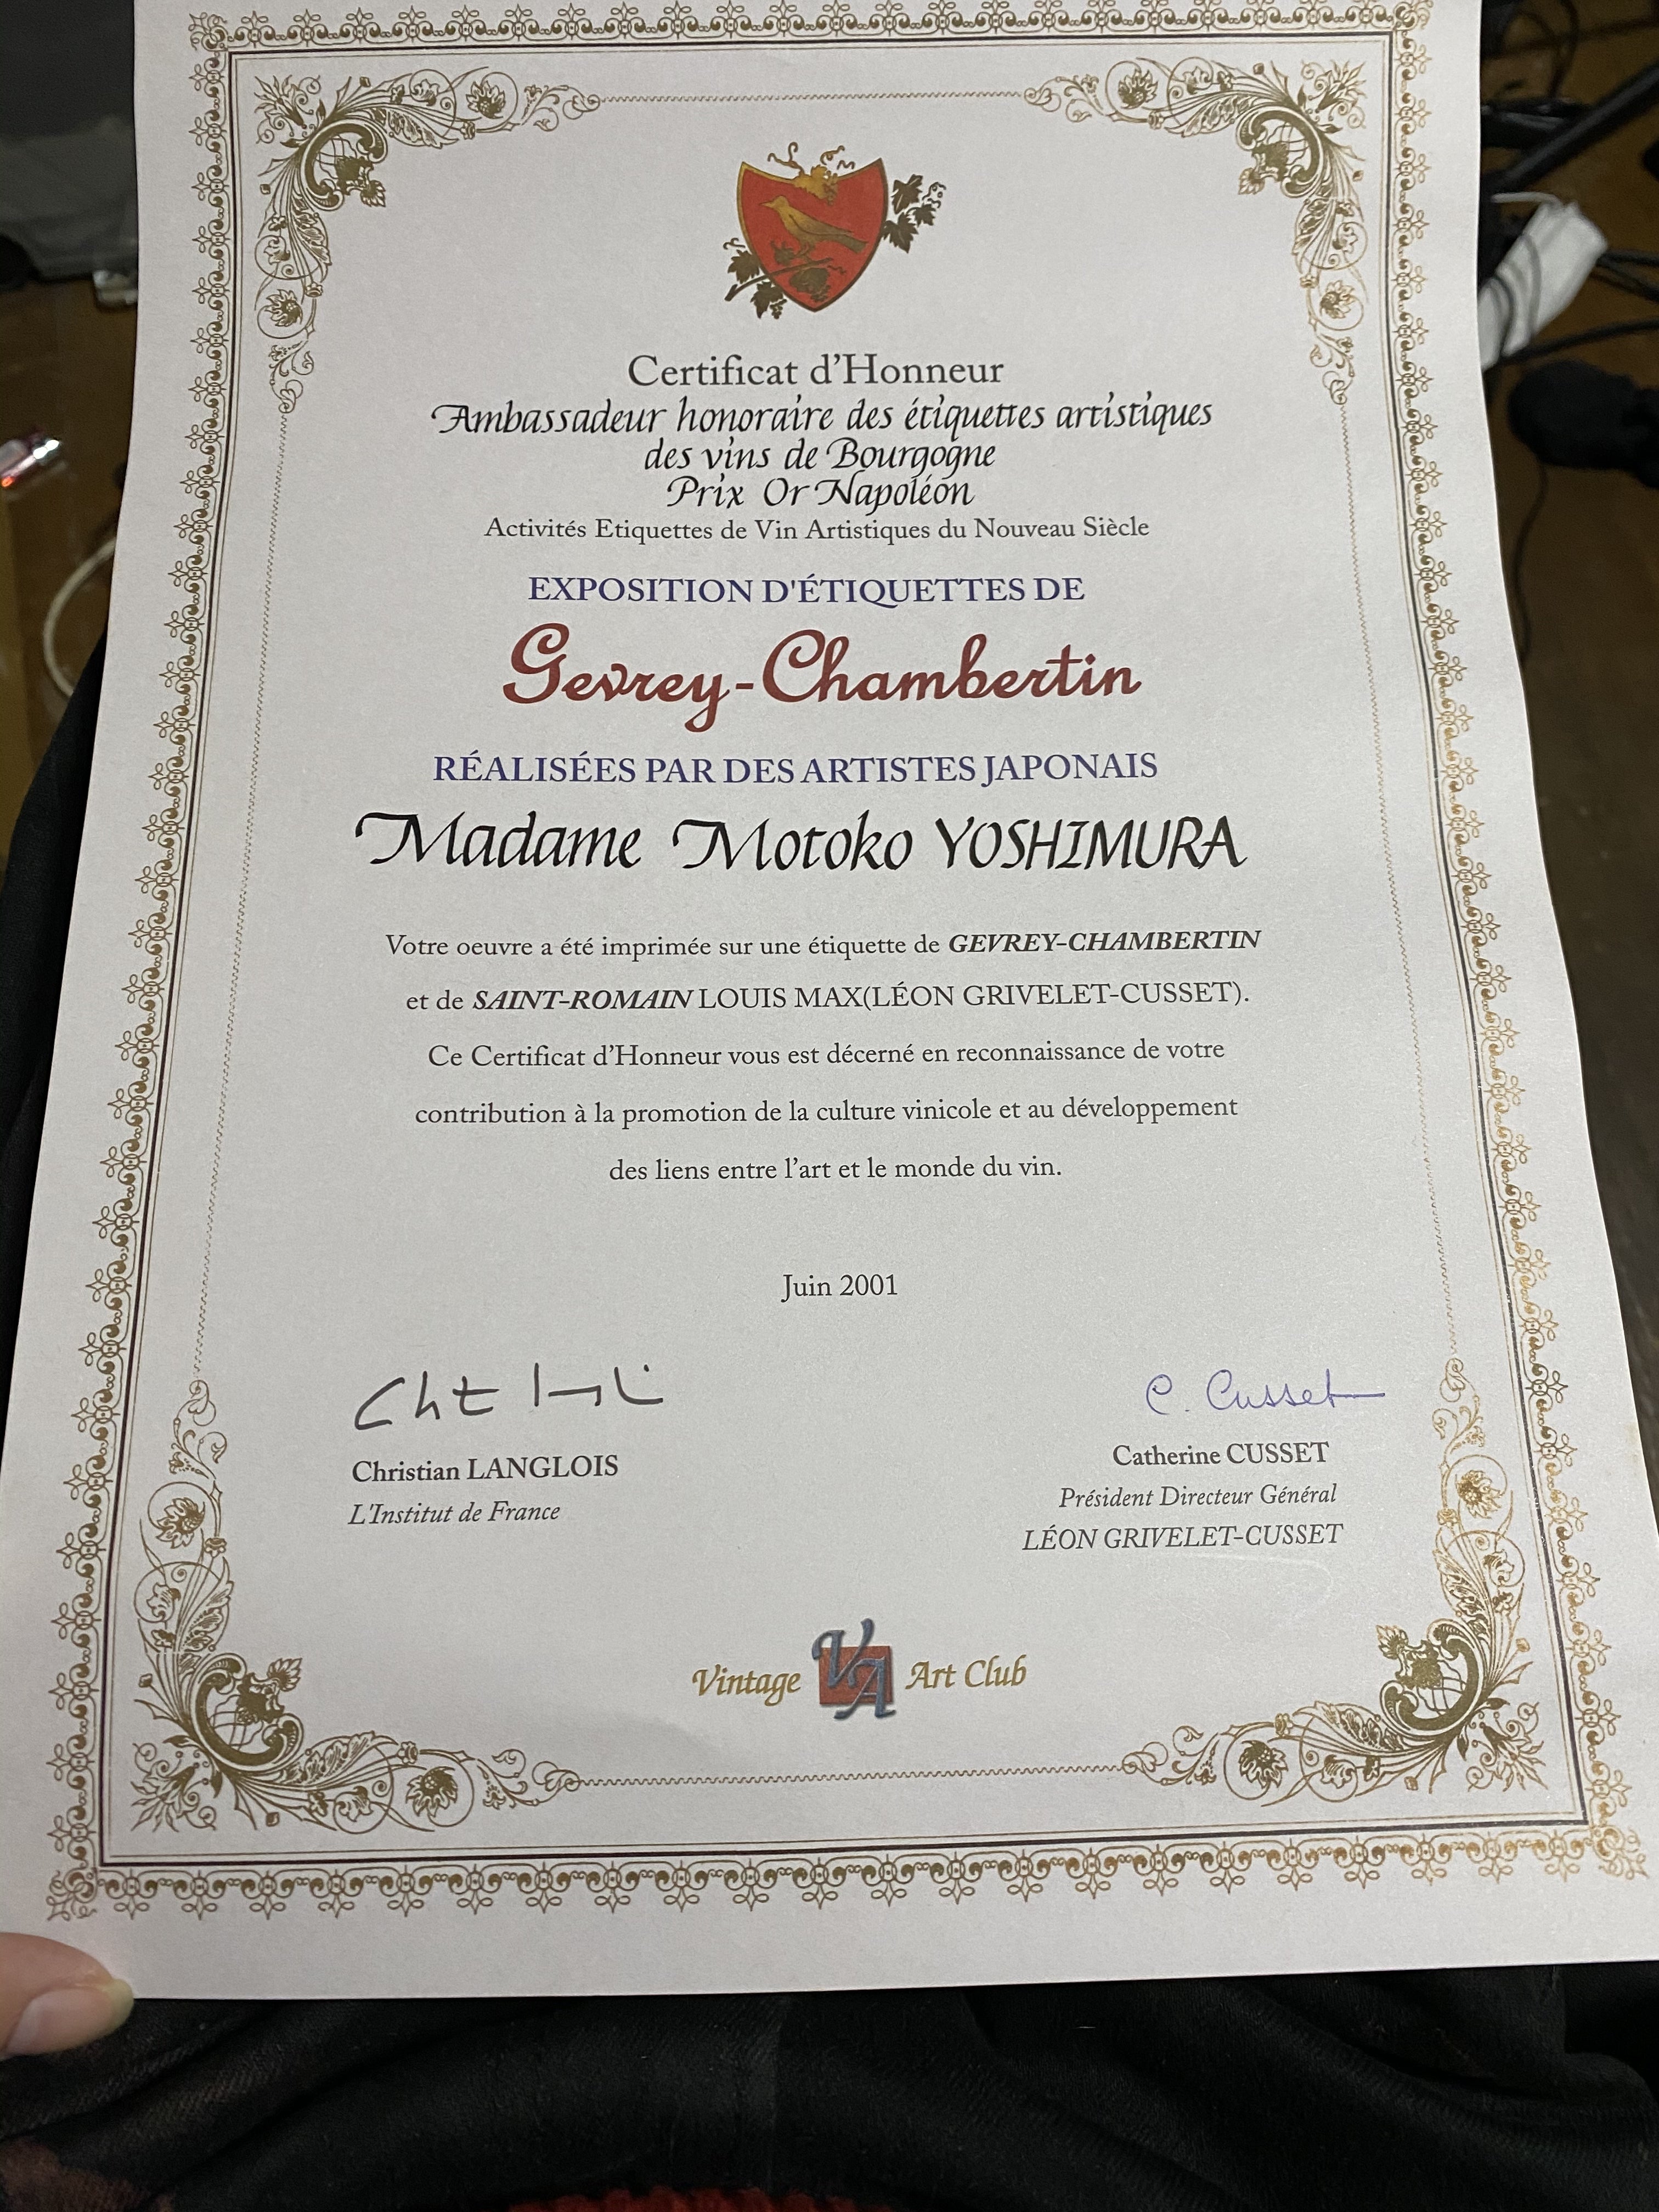 Certificat d'Honneur
Ambassadeur honoraire des étiquettes artistiques
des vins de Bourgogne
Prix Or Napoléon
Activités Etiquettes de Vin Artistiques du Nouveau Siècle
EXPOSITION D'ÉTIQUETTES DE
Gevrey-Chambertin
RÉALISÉES PAR DES ARTISTES JAPONAIS
Madame Motoko YOSHIMURA
Votre oeuvre a été imprimée sur une étiquette de GEVREY-CHAMBERTIN
et de SAINT-ROMAIN LOUIS MAX(LÉON GRIVELET-CUSSET).
Ce Certificat d'Honneur vous est décerné en reconnaissance de votre
contribution à la promotion de la culture vinicole et au développement
des liens entre l'art et le monde du vin.
Juin 2001
C. Cusset
Christian LANGLOIS
L'Institut de France
Catherine CUSSET
Président Directeur Général
LÉON GRIVELET-CUSSET
Vintage VA Art Club